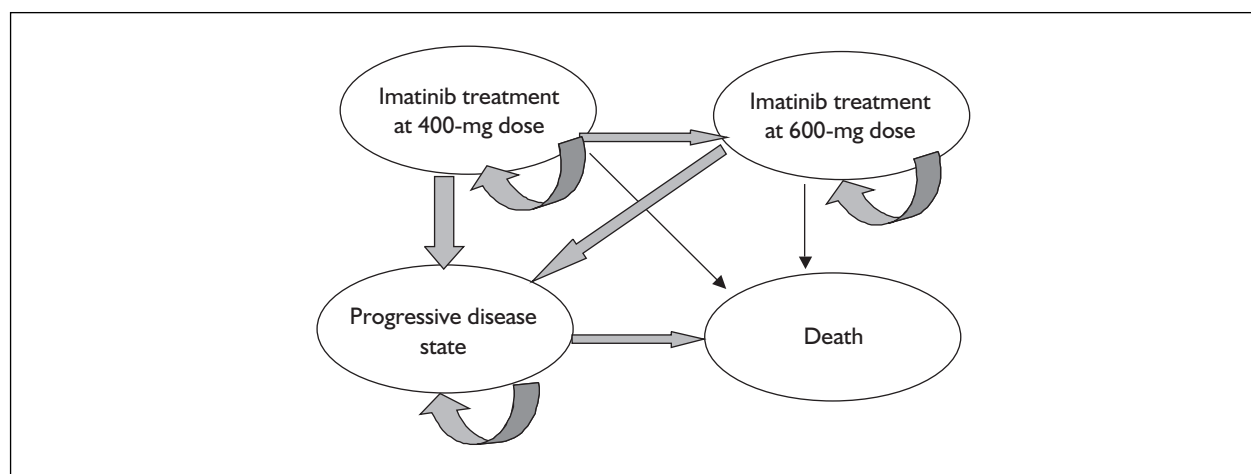 Imatinib treatment
at 400-mg dose
Imatinib treatment
at 600-mg dose
Progressive disease
state
Death